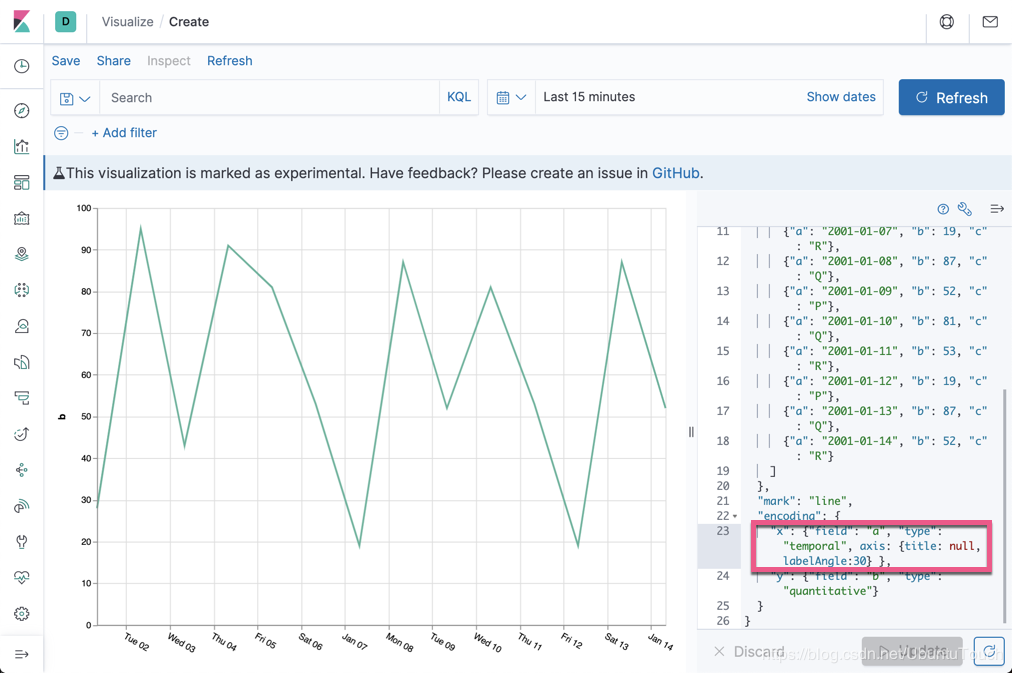 D Visualize / Create
Save Share Inspect Refresh
Search KQL Last 15 minutes Show dates Refresh
+ Add filter
This visualization is marked as experimental. Have feedback? Please create an issue in GitHub.
100
90
80
70
60
50
40
30
20
10
0
b
Tue 02 Wed 03 Thu 04 Fri 05 Sat 06 Jan 07 Mon 08 Tue 09 Wed 10 Thu 11 Fri 12 Sat 13 Jan 14
11 {"a": "2001-01-07", "b": 19, "c"
: "R"},
12 {"a": "2001-01-08", "b": 87, "c"
: "Q"},
13 {"a": "2001-01-09", "b": 52, "c"
: "P"},
14 {"a": "2001-01-10", "b": 81, "c"
: "Q"},
15 {"a": "2001-01-11", "b": 53, "c"
: "R"},
16 {"a": "2001-01-12", "b": 19, "c"
: "P"},
17 {"a": "2001-01-13", "b": 87, "c"
: "Q"},
18 {"a": "2001-01-14", "b": 52, "c"
: "R"}
19 ]
20 },
21 "mark": "line",
22 "encoding": {
23 "x": {"field": "a", "type":
"temporal", axis: {title: null,
labelAngle:30} },
24 "y": {"field": "b", "type":
"quantitative"}
25 }
26 }
Discard Update
https://blog.csdn.net/UbuntuTouch